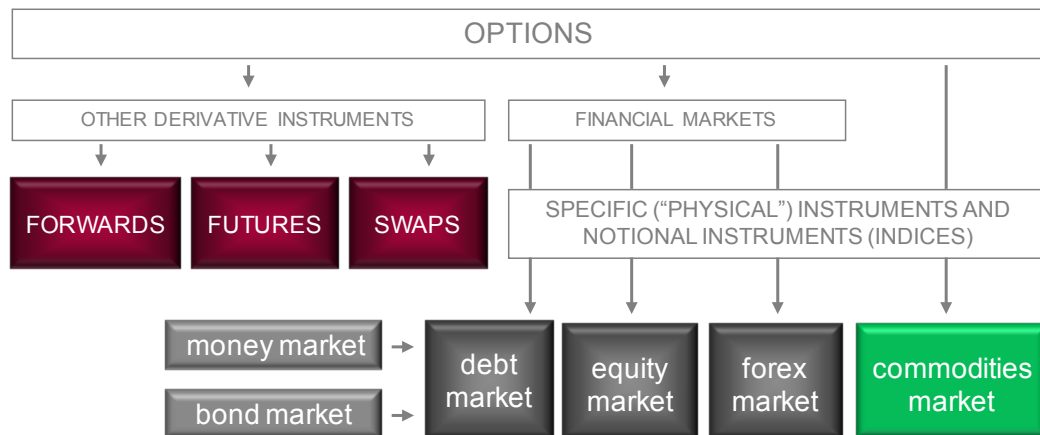 OPTIONS
OTHER DERIVATIVE INSTRUMENTS
FINANCIAL MARKETS
FORWARDS
FUTURES
SWAPS
SPECIFIC (“PHYSICAL”) INSTRUMENTS AND
NOTIONAL INSTRUMENTS (INDICES)
money market
bond market
debt
market
equity
market
forex
market
commodities
market